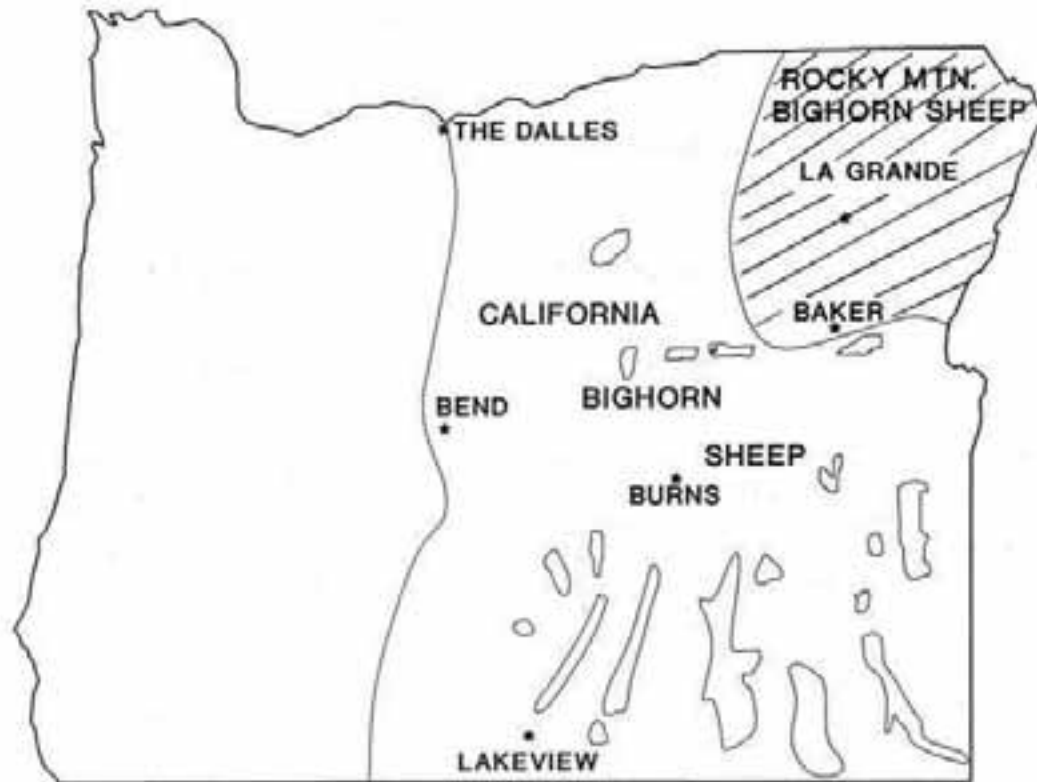 ROCKY MTN.
BIGHORN SHEEP
THE DALLES
LA GRANDE
CALIFORNIA
BAKER
BIGHORN
BEND
SHEEP
BURNS
LAKEVIEW